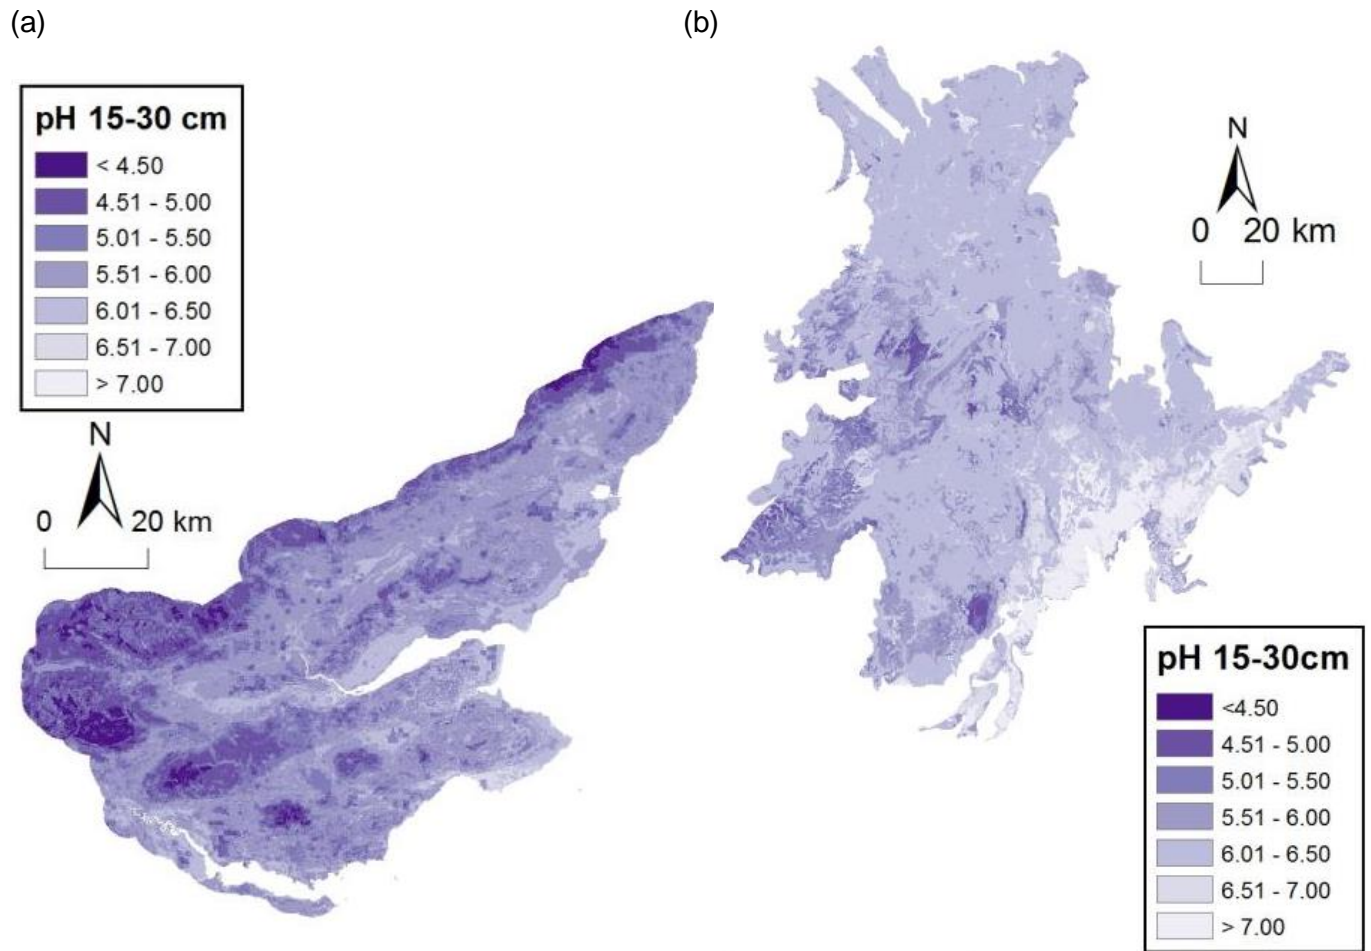 (a)
(b)
pH 15-30 cm
< 4.50
4.51 - 5.00
5.01 - 5.50
5.51 - 6.00
6.01 - 6.50
6.51 - 7.00
> 7.00
N
0 20 km
N
0 20 km
pH 15-30cm
<4.50
4.51 - 5.00
5.01 - 5.50
5.51 - 6.00
6.01 - 6.50
6.51 - 7.00
> 7.00